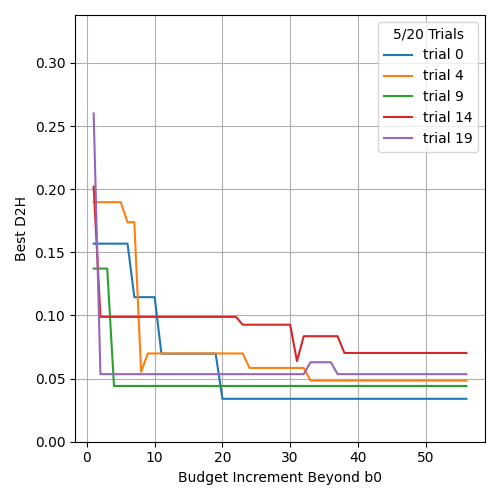 5/20 Trials
trial 0
trial 4
trial 9
trial 14
trial 19
Best D2H
0.30
0.25
0.20
0.15
0.10
0.05
0.00
0 10 20 30 40 50
Budget Increment Beyond b0